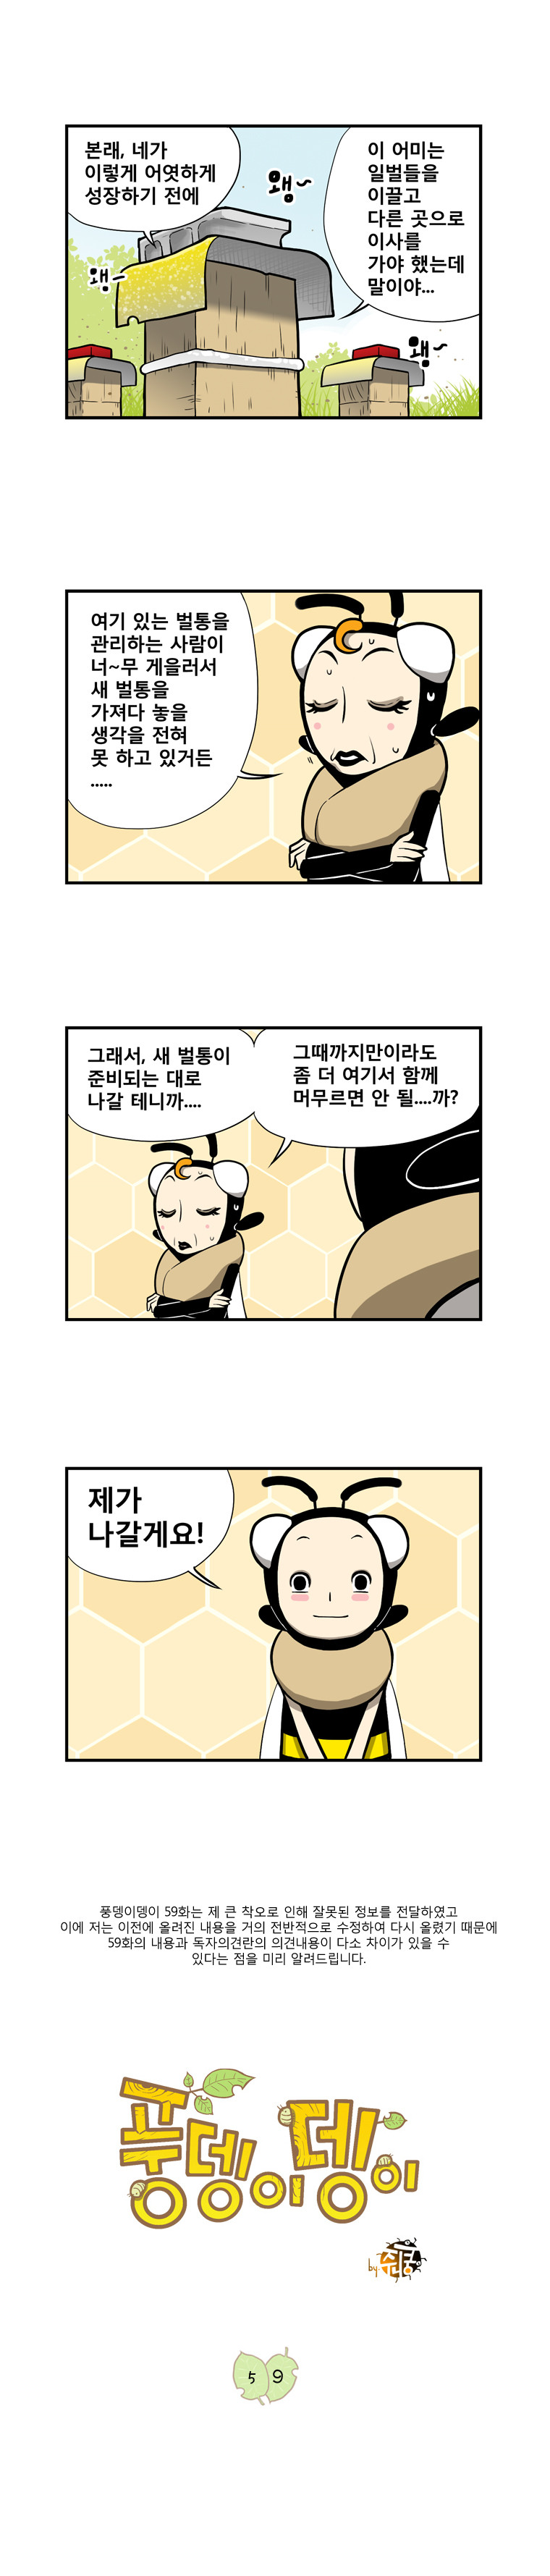 본래, 네가
이렇게 어엿하게
성장하기 전에
왱~
이 어미는
일벌들을
이끌고
다른 곳으로
이사를
가야 했는데
말이야...
왱~
왱~
여기 있는 벌통을
관리하는 사람이
너~무 게을러서
새 벌통을
가져다 놓을
생각을 전혀
못 하고 있거든
.....
그래서, 새 벌통이
준비되는 대로
나갈 테니까....
그때까지만이라도
좀 더 여기서 함께
머무르면 안 될....까?
제가
나갈게요!
풍뎅이뎅이 59화는 제 큰 착오로 인해 잘못된 정보를 전달하였고
이에 저는 이전에 올려진 내용을 거의 전반적으로 수정하여 다시 올렸기 때문에
59화의 내용과 독자의견란의 의견내용이 다소 차이가 있을 수
있다는 점을 미리 알려드립니다.
풍뎅이뎅이
by.
59